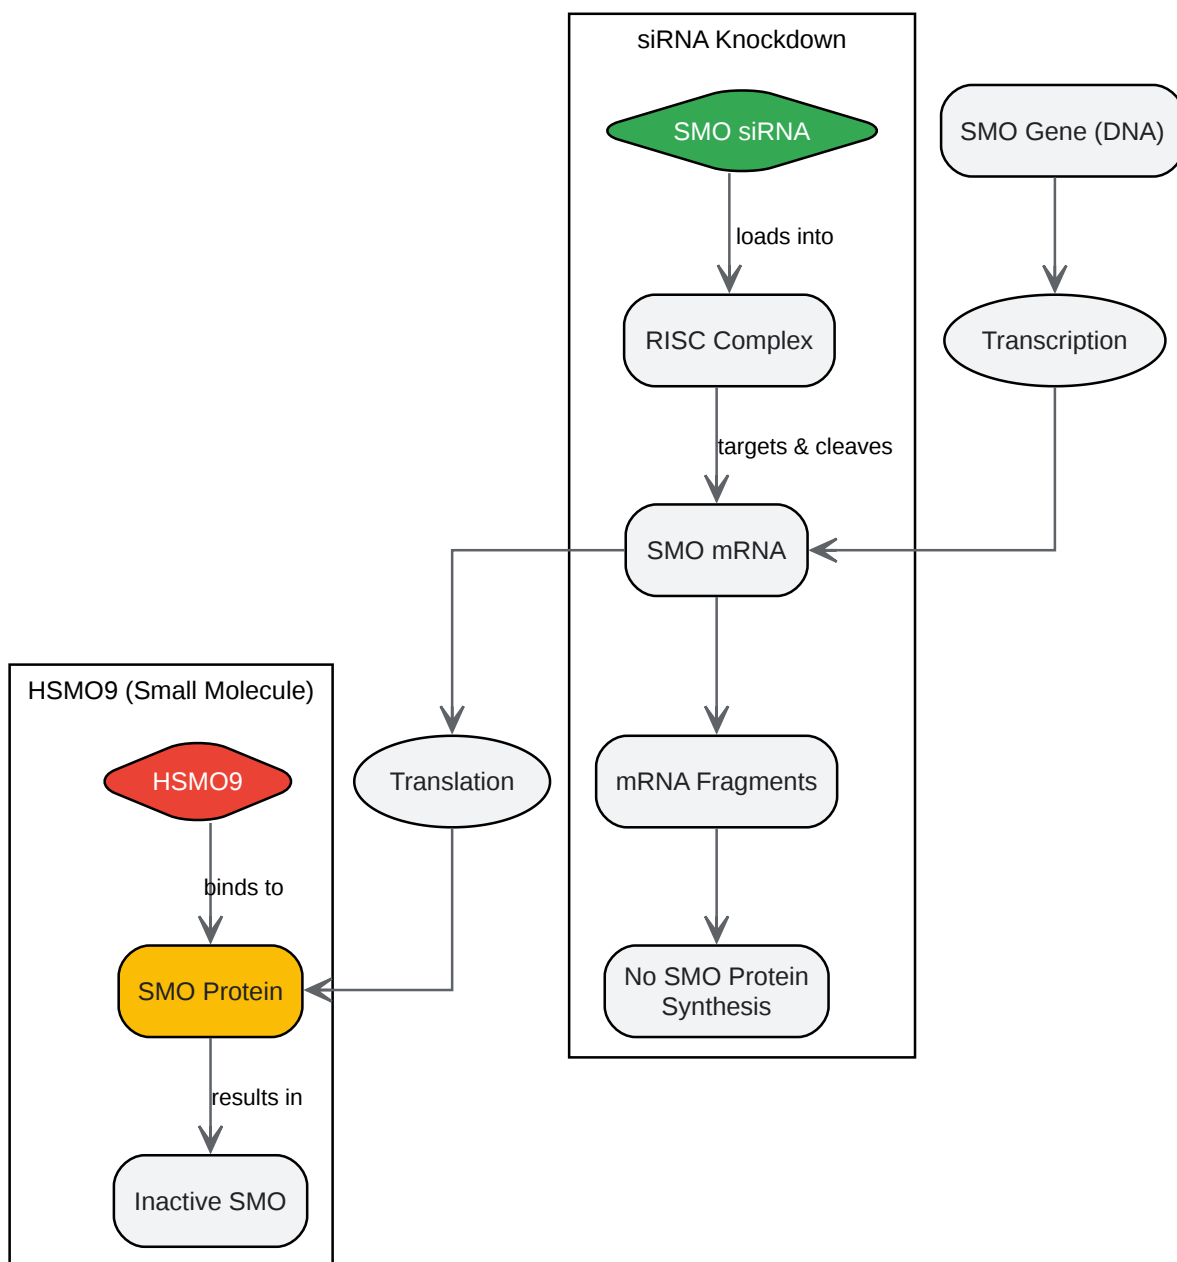 siRNA Knockdown
SMO siRNA
SMO Gene (DNA)
loads into
RISC Complex
Transcription
targets & cleaves
SMO mRNA
HSMO9 (Small Molecule)
HSMO9
Translation
mRNA Fragments
binds to
SMO Protein
No SMO Protein
Synthesis
results in
Inactive SMO